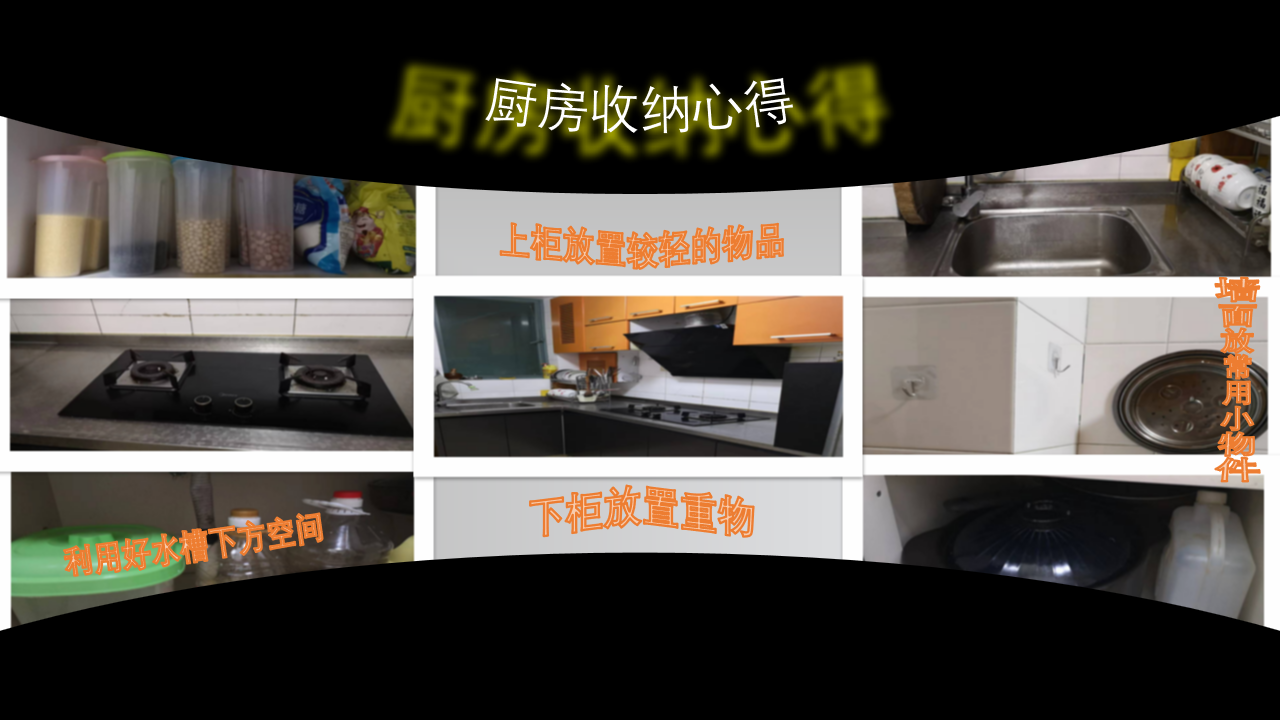 厨房收纳心得
上柜放置较轻的物品
墙面放常用小物件
下柜放置重物
利用好水槽下方空间